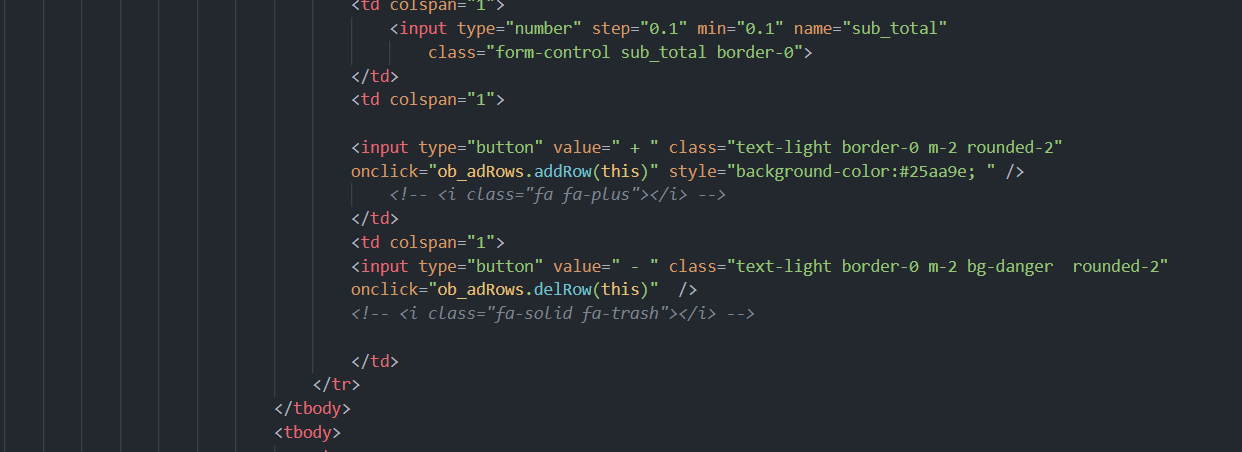 <td colspan="1">
<input type="number" step="0.1" min="0.1" name="sub_total"
class="form-control sub_total border-0">
</td>
<td colspan="1">
<input type="button" value=" + " class="text-light border-0 m-2 rounded-2"
onclick="ob_adRows.addRow(this)" style="background-color:#25aa9e; " />
<!-- <i class="fa fa-plus"></i> -->
</td>
<td colspan="1">
<input type="button" value=" - " class="text-light border-0 m-2 bg-danger  rounded-2"
onclick="ob_adRows.delRow(this)"  />
<!-- <i class="fa-solid fa-trash"></i> -->
</td>
</tr>
</tbody>
<tbody>